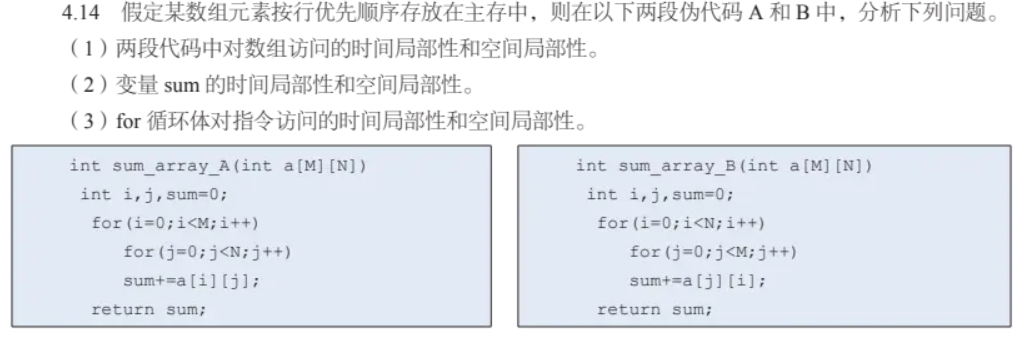 4.14 假定某数组元素按行优先顺序存放在主存中，则在以下两段伪代码 A 和 B 中，分析下列问题。
（1）两段代码中对数组访问的时间局部性和空间局部性。
（2）变量 sum 的时间局部性和空间局部性。
（3）for 循环体对指令访问的时间局部性和空间局部性。
int sum_array_A(int a[M][N])
int i,j,sum=0;
for(i=0;i<M;i++)
for(j=0;j<N;j++)
sum+=a[i][j];
return sum;
int sum_array_B(int a[M][N])
int i,j,sum=0;
for(i=0;i<N;i++)
for(j=0;j<M;j++)
sum+=a[j][i];
return sum;